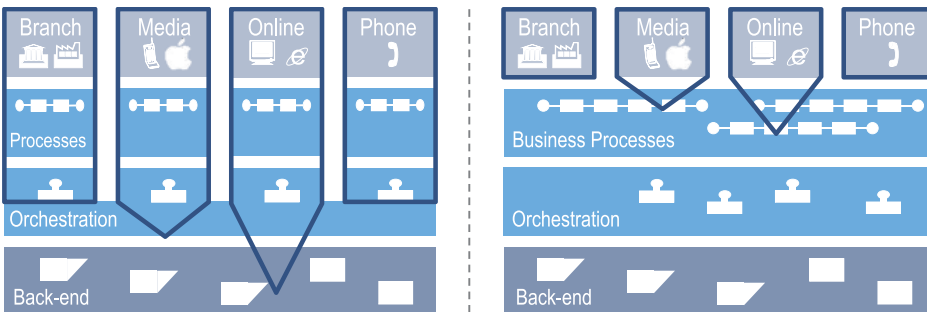 Branch Media Online Phone
Processes
Orchestration
Back-end
Branch Media Online Phone
Business Processes
Orchestration
Back-end